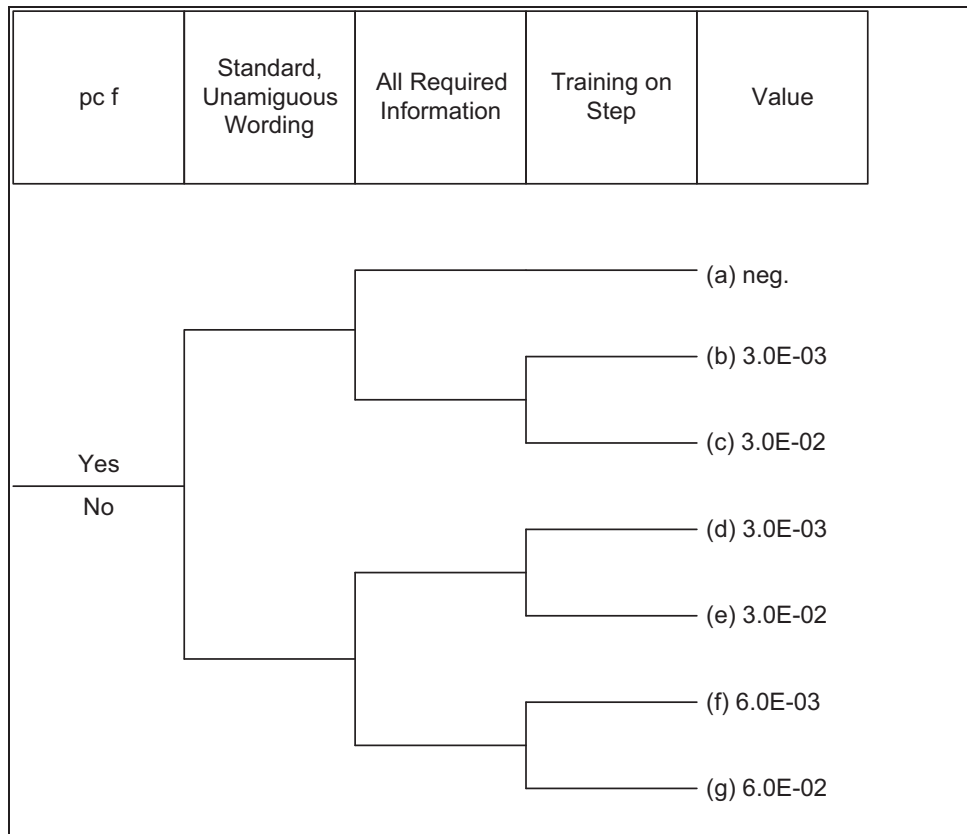 pc f
Standard,
Unamiguous
Wording
All Required
Information
Training on
Step
Value
(a) neg.
(b) 3.0E-03
(c) 3.0E-02
Yes
No
(d) 3.0E-03
(e) 3.0E-02
(f) 6.0E-03
(g) 6.0E-02